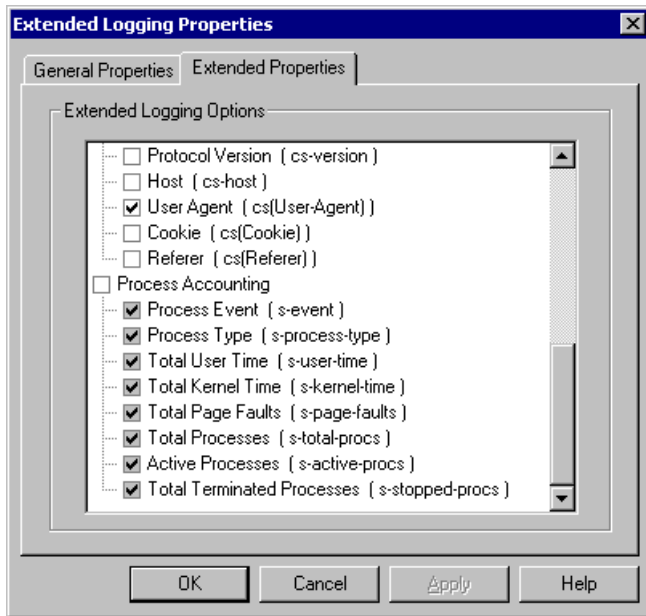 Extended Logging Properties
General Properties
Extended Properties
Extended Logging Options
Protocol Version ( cs-version )
Host ( cs-host )
User Agent ( cs(User-Agent) )
Cookie ( cs(Cookie) )
Referer ( cs(Referer) )
Process Accounting
Process Event ( s-event )
Process Type ( s-process-type )
Total User Time ( s-user-time )
Total Kernel Time ( s-kernel-time )
Total Page Faults ( s-page-faults )
Total Processes ( s-total-procs )
Active Processes ( s-active-procs )
Total Terminated Processes ( s-stopped-procs )
OK
Cancel
Apply
Help